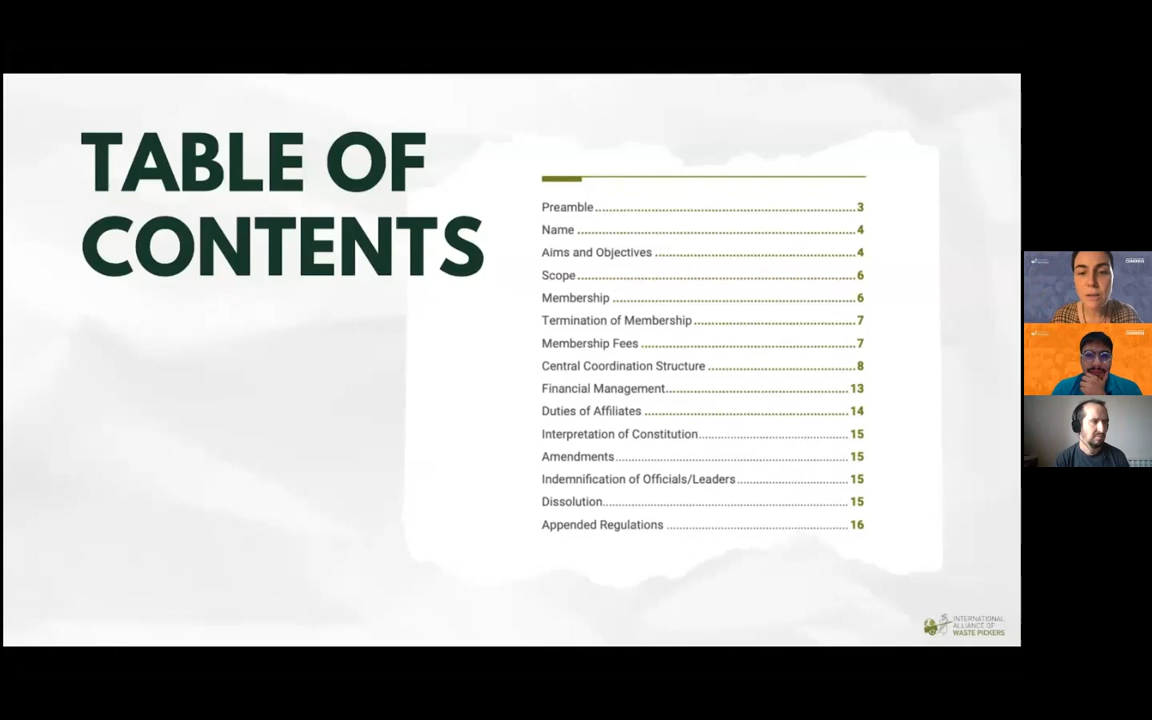 TABLE OF
CONTENTS
Preamble 3
Name 4
Aims and Objectives 4
Scope 6
Membership 6
Termination of Membership 7
Membership Fees 7
Central Coordination Structure 8
Financial Management 13
Duties of Affiliates 14
Interpretation of Constitution 15
Amendments 15
Indemnification of Officials/Leaders 15
Dissolution 15
Appended Regulations 16
INTERNATIONAL
ALLIANCE OF
WASTE PICKERS